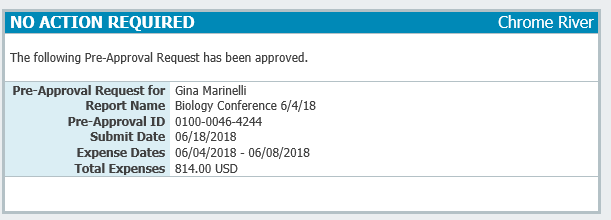 NO ACTION REQUIRED Chrome River
The following Pre-Approval Request has been approved.
Pre-Approval Request for Gina Marinelli
Report Name Biology Conference 6/4/18
Pre-Approval ID 0100-0046-4244
Submit Date 06/18/2018
Expense Dates 06/04/2018 - 06/08/2018
Total Expenses 814.00 USD